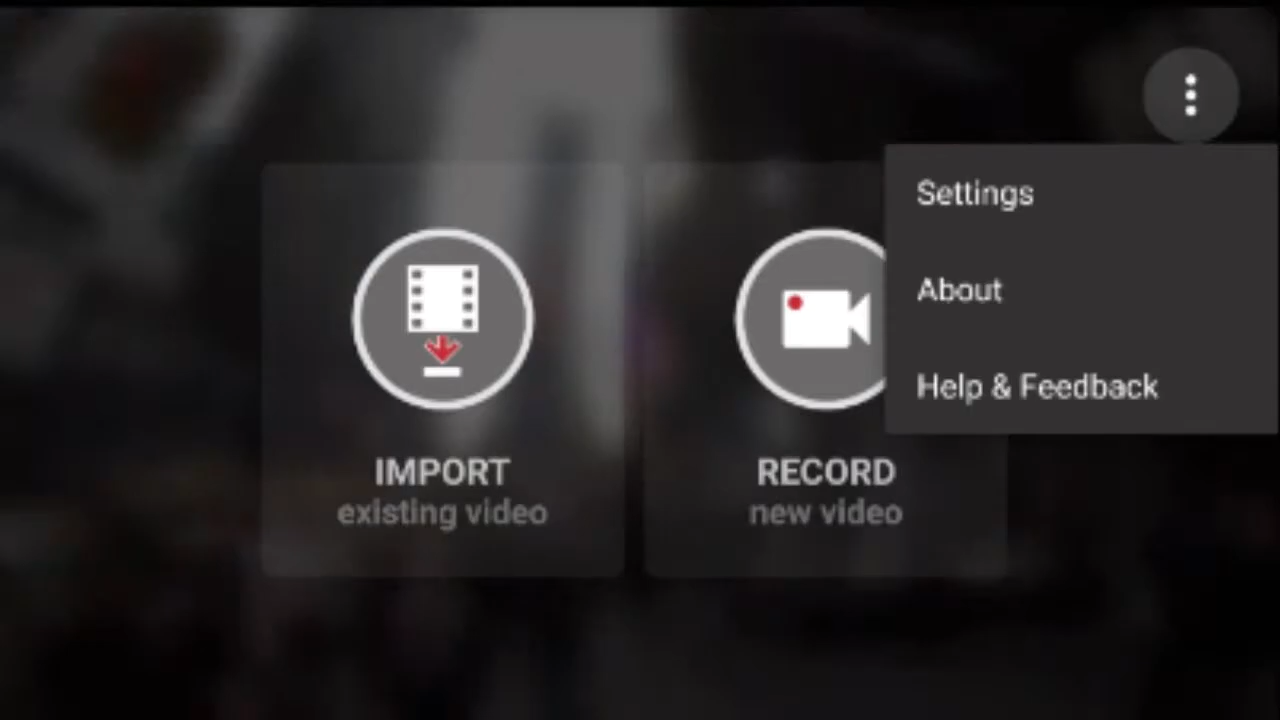 Settings
About
Help & Feedback
IMPORT
existing video
RECORD
new video